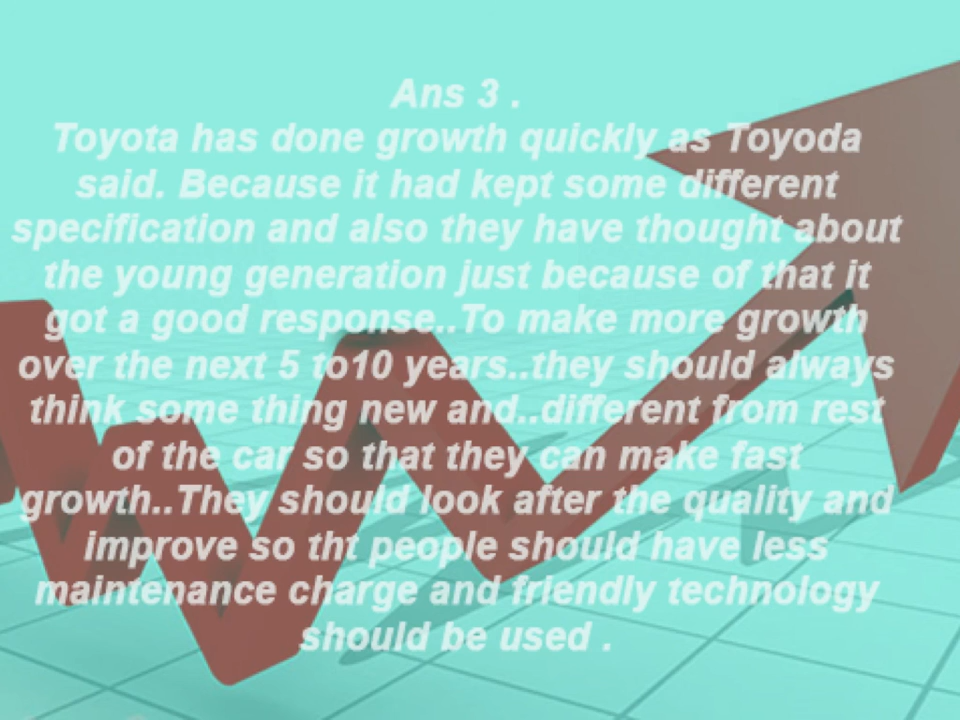 Ans 3 .
Toyota has done growth quickly as Toyoda
said. Because it had kept some different
specification and also they have thought about
the young generation just because of that it
got a good response..To make more growth
over the next 5 to10 years..they should always
think some thing new and..different from rest
of the car so that they can make fast
growth..They should look after the quality and
improve so tht people should have less
maintenance charge and friendly technology
should be used .